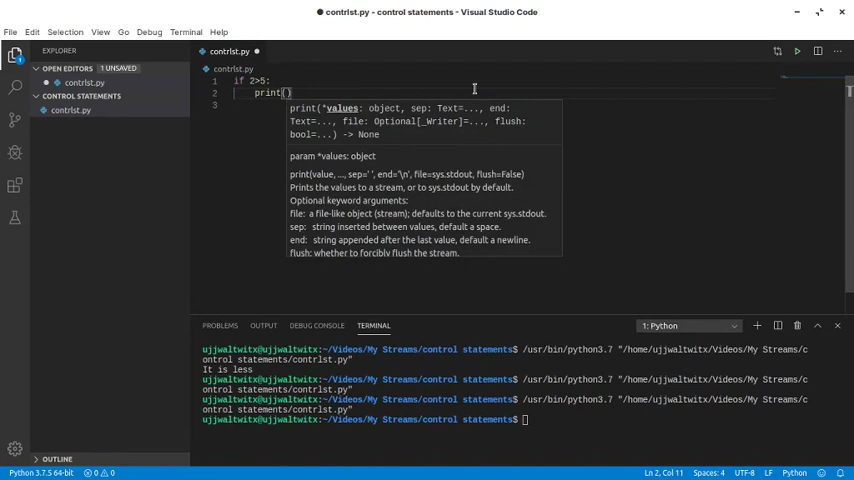 ● contrlst.py - control statements - Visual Studio Code
File Edit Selection View Go Debug Terminal Help
EXPLORER
contrlst.py ●
OPEN EDITORS 1 UNSAVED
contrlst.py
● contrlst.py
1 if 2>5:
CONTROL STATEMENTS
2 print()
contrlst.py
3
print(*values: object, sep: Text=..., end:
Text=..., file: Optional[_Writer]=..., flush:
bool=...) -> None
param *values: object
print(value, ..., sep=' ', end='\n', file=sys.stdout, flush=False)
Prints the values to a stream, or to sys.stdout by default.
Optional keyword arguments:
file: a file-like object (stream); defaults to the current sys.stdout.
sep: string inserted between values, default a space.
end: string appended after the last value, default a newline.
flush: whether to forcibly flush the stream.
PROBLEMS OUTPUT DEBUG CONSOLE TERMINAL 1: Python
ujjwaltwitx@ujjwaltwitx:~/Videos/My Streams/control statements$ /usr/bin/python3.7 "/home/ujjwaltwitx/Videos/My Streams/c
ontrol statements/contrlst.py"
It is less
ujjwaltwitx@ujjwaltwitx:~/Videos/My Streams/control statements$ /usr/bin/python3.7 "/home/ujjwaltwitx/Videos/My Streams/c
ontrol statements/contrlst.py"
ujjwaltwitx@ujjwaltwitx:~/Videos/My Streams/control statements$ /usr/bin/python3.7 "/home/ujjwaltwitx/Videos/My Streams/c
ontrol statements/contrlst.py"
ujjwaltwitx@ujjwaltwitx:~/Videos/My Streams/control statements$
OUTLINE
Python 3.7.5 64-bit 0 0 Ln 2, Col 11 Spaces: 4 UTF-8 LF Python